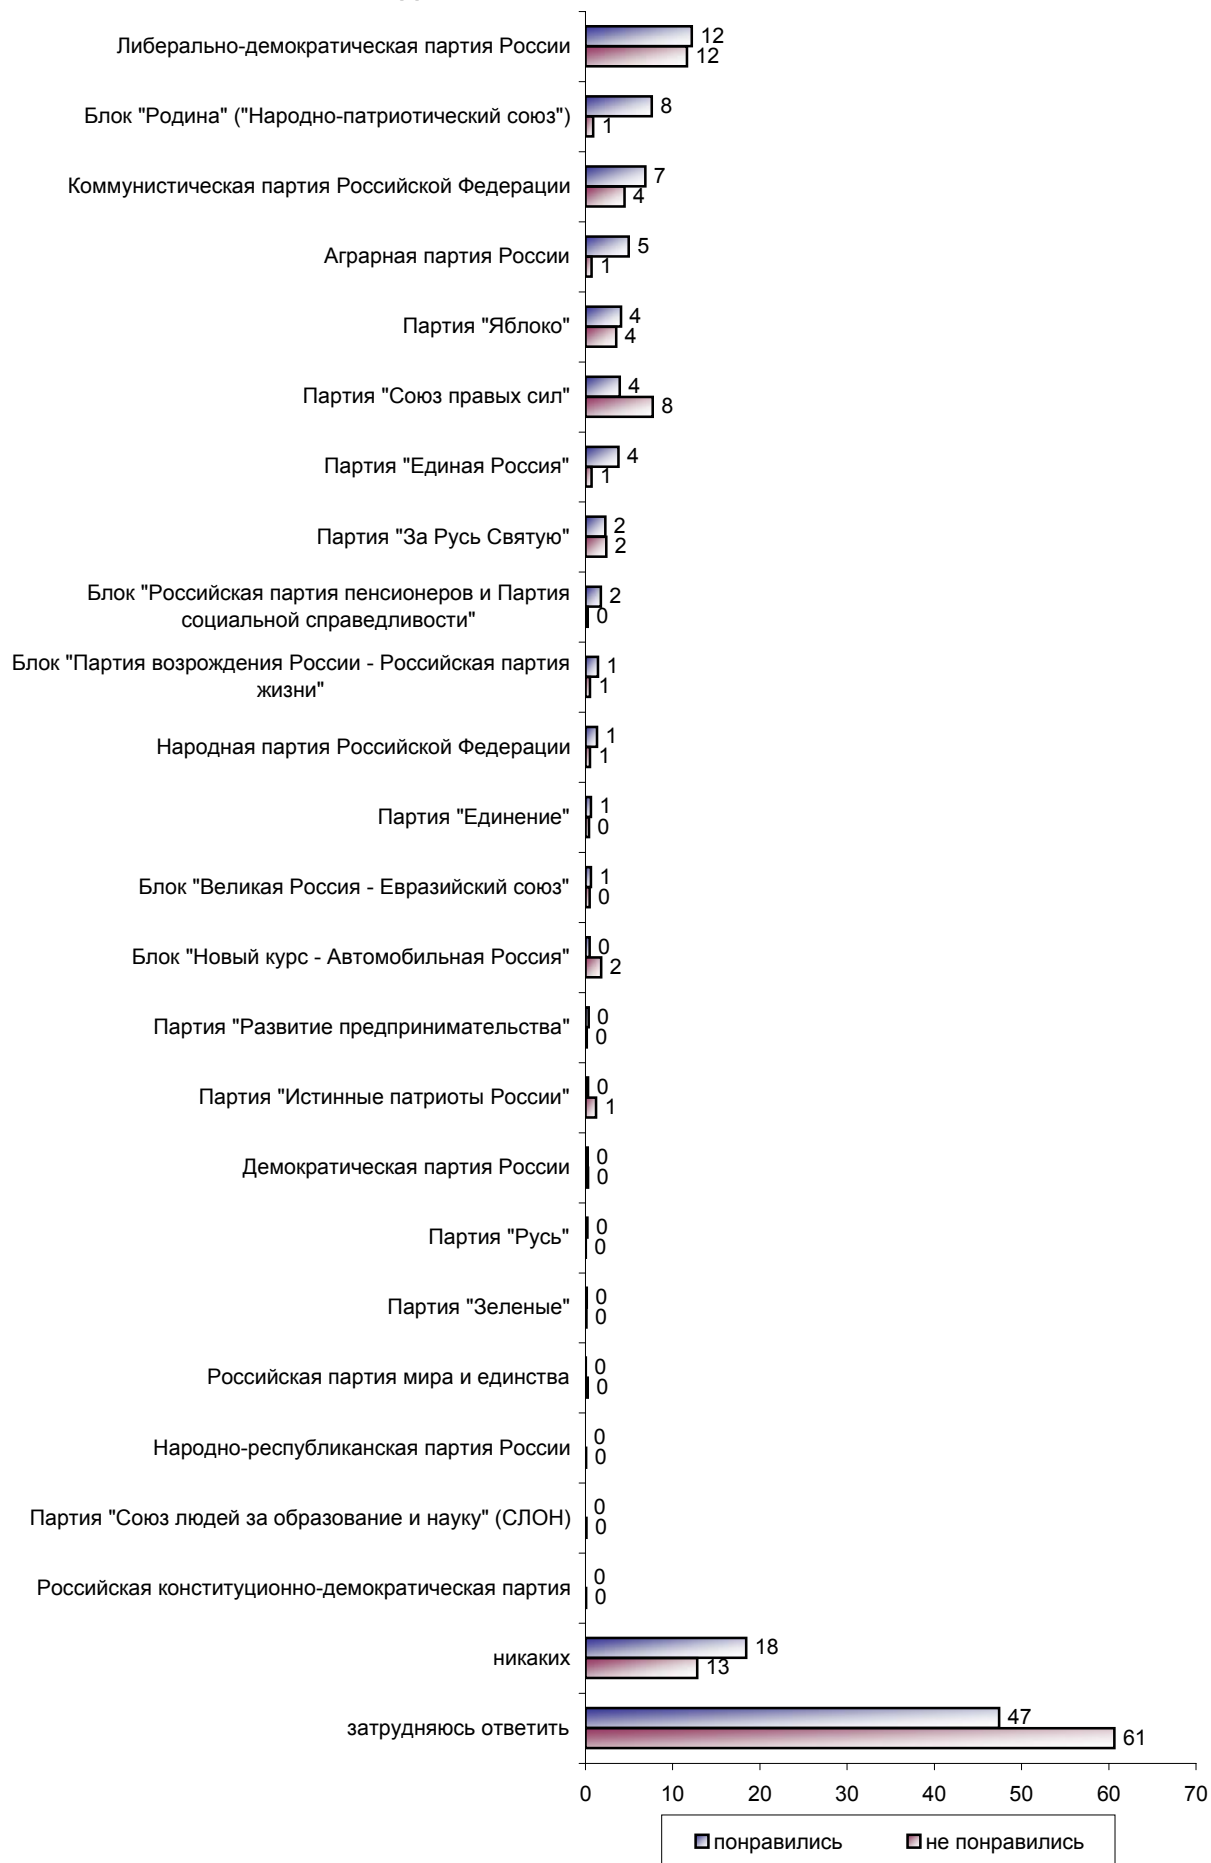 Либерально-демократическая партия России
12
12
Блок "Родина" ("Народно-патриотический союз")
8
1
Коммунистическая партия Российской Федерации
7
4
Аграрная партия России
5
1
Партия "Яблоко"
4
4
Партия "Союз правых сил"
4
8
Партия "Единая Россия"
4
1
Партия "За Русь Святую"
2
2
Блок "Российская партия пенсионеров и Партия
социальной справедливости"
2
0
Блок "Партия возрождения России - Российская партия
жизни"
1
1
Народная партия Российской Федерации
1
1
Партия "Единение"
1
0
Блок "Великая Россия - Евразийский союз"
1
0
Блок "Новый курс - Автомобильная Россия"
0
2
Партия "Развитие предпринимательства"
0
0
Партия "Истинные патриоты России"
0
1
Демократическая партия России
0
0
Партия "Русь"
0
0
Партия "Зеленые"
0
0
Российская партия мира и единства
0
0
Народно-республиканская партия России
0
0
Партия "Союз людей за образование и науку" (СЛОН)
0
0
Российская конституционно-демократическая партия
0
0
никаких
18
13
затрудняюсь ответить
47
61
0 10 20 30 40 50 60 70
понравились не понравились